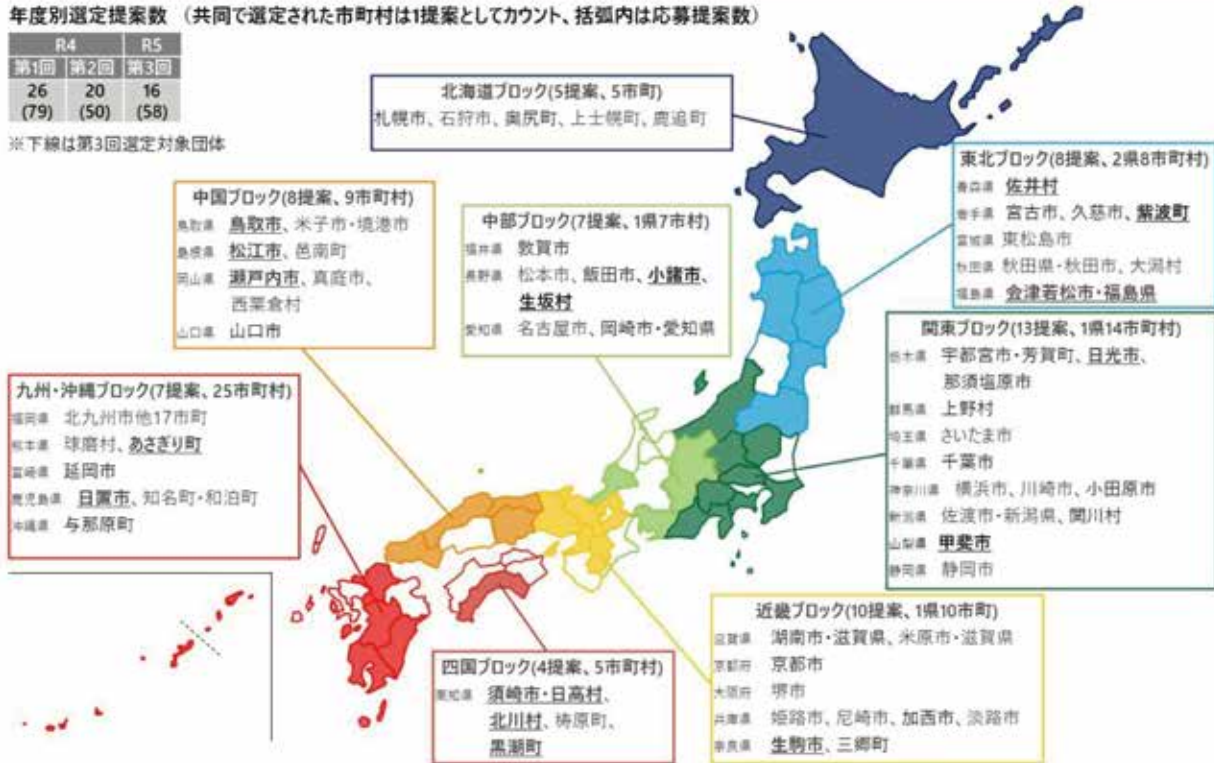 年度別選定提案数 （共同で選定された市町村は1提案としてカウント、括弧内は応募提案数）
R4 R5
第1回 第2回 第3回
26 20 16
(79) (50) (58)
※下線は第3回選定対象団体
北海道ブロック(5提案、5市町)
札幌市、石狩市、奥尻町、上士幌町、鹿追町
東北ブロック(8提案、2県8市町村)
青森県 佐井村
岩手県 宮古市、久慈市、紫波町
宮城県 東松島市
秋田県 秋田県・秋田市、大潟村
福島県 会津若松市・福島県
中国ブロック(8提案、9市町村)
鳥取県 鳥取市、米子市・境港市
島根県 松江市、邑南町
岡山県 瀬戸内市、真庭市、
西粟倉村
山口県 山口市
中部ブロック(7提案、1県7市村)
福井県 敦賀市
長野県 松本市、飯田市、小諸市、
生坂村
愛知県 名古屋市、岡崎市・愛知県
関東ブロック(13提案、1県14市町村)
栃木県 宇都宮市・芳賀町、日光市、
那須塩原市
群馬県 上野村
埼玉県 さいたま市
千葉県 千葉市
神奈川県 横浜市、川崎市、小田原市
新潟県 佐渡市・新潟県、関川村
山梨県 甲斐市
静岡県 静岡市
九州・沖縄ブロック(7提案、25市町村)
福岡県 北九州市他17市町
熊本県 球磨村、あさぎり町
宮崎県 延岡市
鹿児島県 日置市、知名町・和泊町
沖縄県 与那原町
四国ブロック(4提案、5市町村)
高知県 須崎市・日高村、
北川村、梼原町、
黒潮町
近畿ブロック(10提案、1県10市町)
滋賀県 湖南市・滋賀県、米原市・滋賀県
京都府 京都市
大阪府 堺市
兵庫県 姫路市、尼崎市、加西市、淡路市
奈良県 生駒市、三郷町